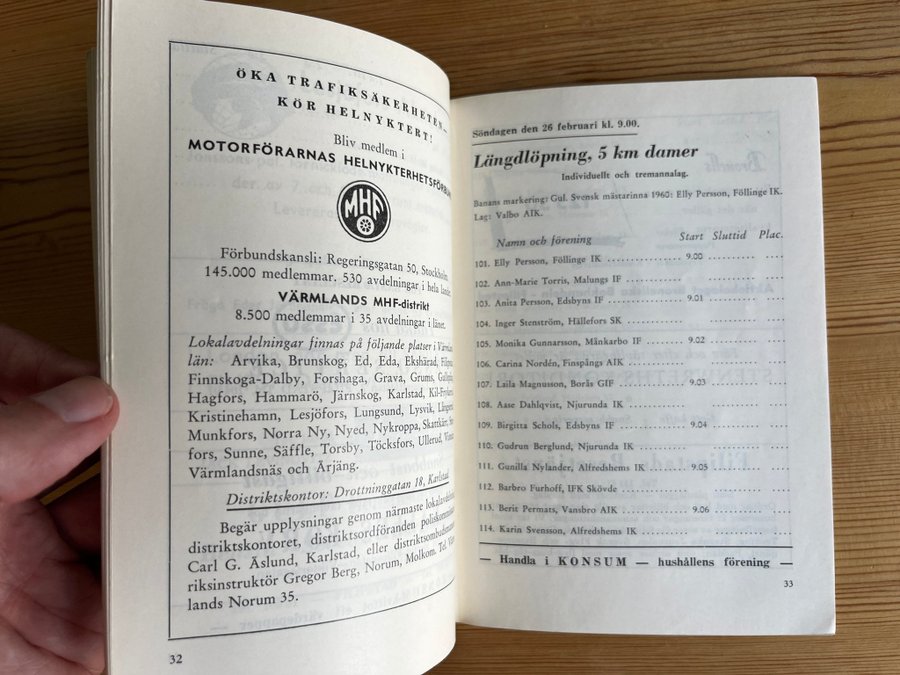 ÖKA TRAFIKSÄKERHETEN —
KÖR HELNYKTERT!
Bliv medlem i
MOTORFÖRARNAS HELNYKTERHETSFÖRBUN
MHF
Förbundskansli: Regeringsgatan 50, Stockholm,
145.000 medlemmar. 530 avdelningar i hela
VÄRMLANDS MHF-distrikt
8.500 medlemmar i 35 avdelningar i länet.
Lokalavdelningar finnas på följande platser i
län: Arvika, Brunskog, Ed, Eda, Ekshärad,
Finnskoga-Dalby, Forshaga, Grava, Grums,
Hagfors, Hammarö, Järnskog, Karlstad,
Kristinehamn, Lesjöfors, Lungsund, Lysvik,
Munkfors, Norra Ny, Nyed, Nykroppa, Skattkärr,
fors, Sunne, Säffle, Torsby, Töcksfors, Ullerud,
Värmlandsnäs och Årjäng.
Distriktskontor: Drottninggatan 18, Karlstad
Begär upplysningar genom närmaste
distriktskontoret, distriktsordföranden
Carl G. Åslund, Karlstad, eller
riksinstruktör Gregor Berg, Norum, Molkom. Tel.
lands Norum 35.
32
Söndagen den 26 februari kl. 9.00.
Längdlöpning, 5 km damer
Individuellt och tremannalag.
Banans markering: Gul. Svensk mästarinna 1960: Elly Persson, Föllinge IK.
Lag: Valbo AIK.
Namn och förening Start Sluttid Plac.
101. Elly Persson, Föllinge IK 9.00
102. Ann-Marie Torris, Malungs IF
103. Anita Persson, Edsbyns IF 9.01
104. Inger Stenström, Hällefors SK
105. Monika Gunnarsson, Månkarbo IF 9.02
106. Carina Nordén, Finspångs AIK
107. Laila Magnusson, Borås GIF 9.03
108. Aase Dahlqvist, Njurunda IK
109. Birgitta Schols, Edsbyns IF 9.04
110. Gudrun Berglund, Njurunda IK
111. Gunilla Nylander, Alfredshems IK 9.05
112. Barbro Furhoff, IFK Skövde
113. Berit Permats, Vansbro AIK 9.06
114. Karin Svensson, Alfredshems IK
— Handla i KONSUM — hushållens förening —
33